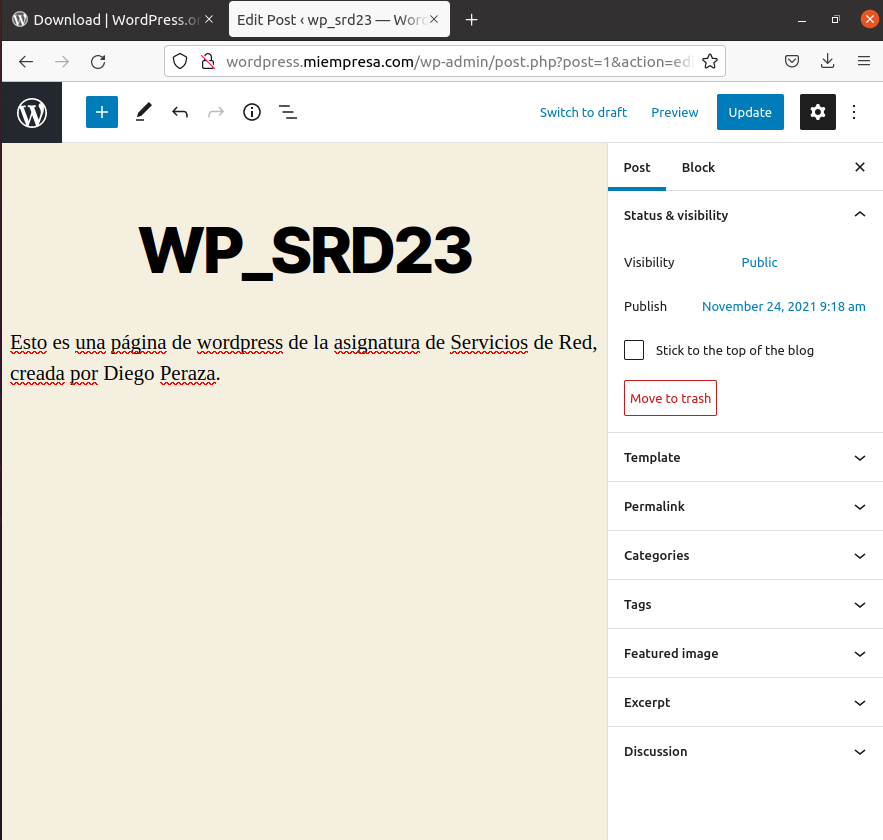 Download | WordPress.or
Edit Post ‹ wp_srd23 — Word
wordpress.miempresa.com/wp-admin/post.php?post=1&action=edi
Switch to draft
Preview
Update
Post
Block
WP_SRD23
Esto es una página de wordpress de la asignatura de Servicios de Red,
creada por Diego Peraza.
Status & visibility
Visibility Public
Publish November 24, 2021 9:18 am
Stick to the top of the blog
Move to trash
Template
Permalink
Categories
Tags
Featured image
Excerpt
Discussion